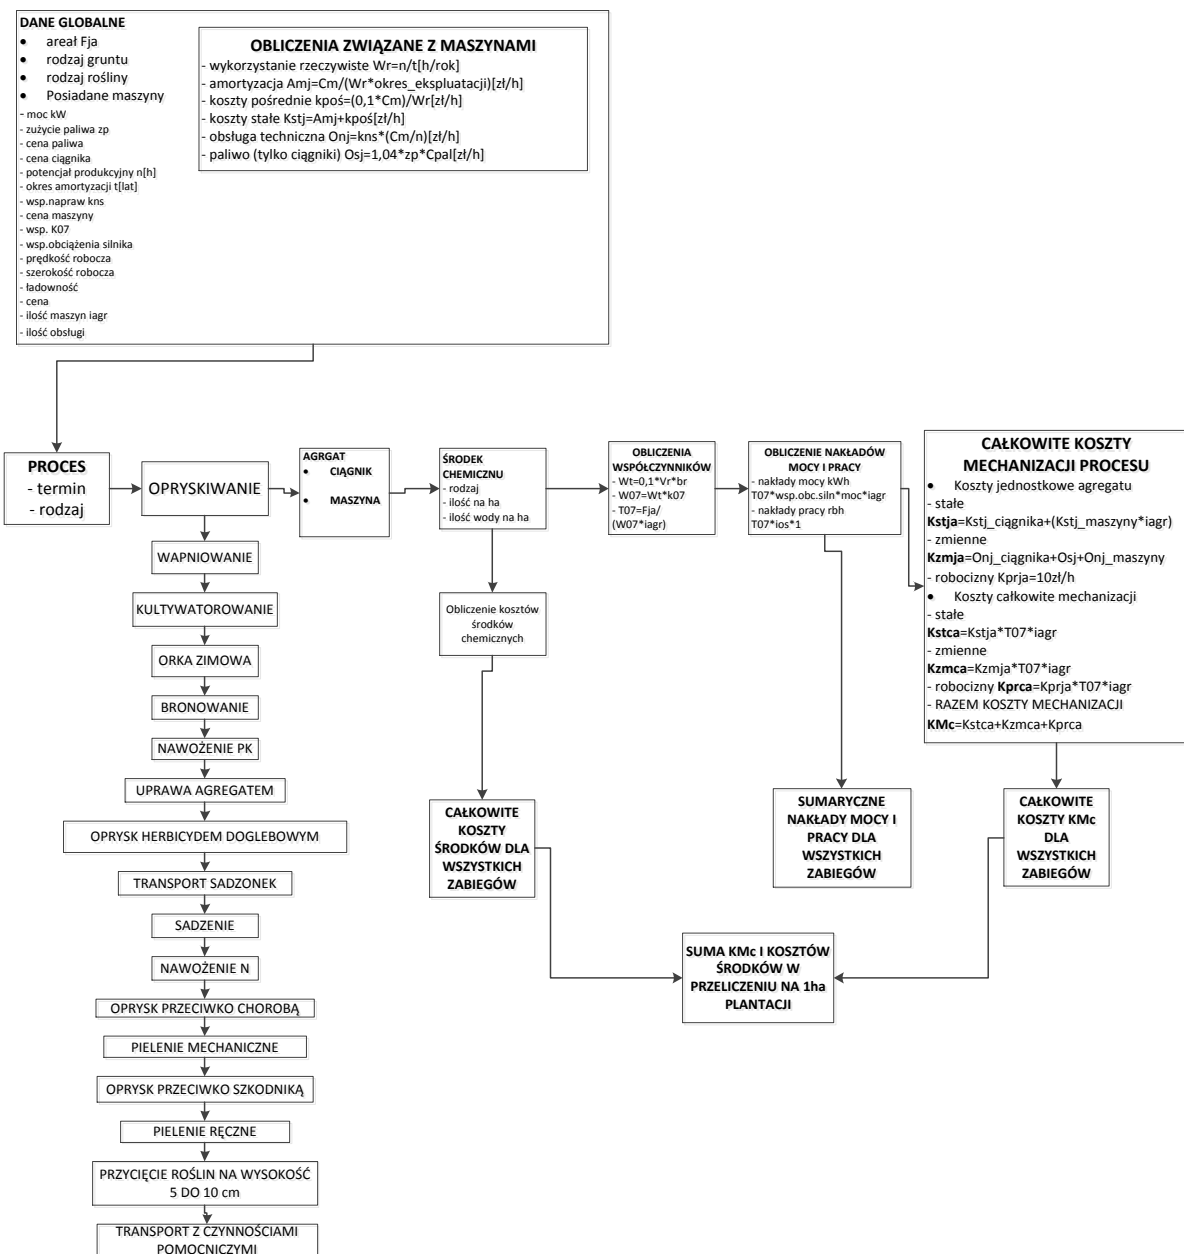 DANE GLOBALNE
• areał Fja
• rodzaj gruntu
• rodzaj rośliny
• Posiadane maszyny
- moc kW
- zużycie paliwa zp
- cena paliwa
- cena ciągnika
- potencjał produkcyjny n[h]
- okres amortyzacji t[lat]
- wsp.napraw kns
- cena maszyny
- wsp. K07
- wsp.obciążenia silnika
- prędkość robocza
- szerokość robocza
- ładowność
- cena
- ilość maszyn iagr
- ilość obsługi
OBLICZENIA ZWIĄZANE Z MASZYNAMI
- wykorzystanie rzeczywiste Wr=n/t[h/rok]
- amortyzacja Amj=Cm/(Wr*okres_ekspluatacji)[zł/h]
- koszty pośrednie kpoś=(0,1*Cm)/Wr[zł/h]
- koszty stałe Kstj=Amj+kpoś[zł/h]
- obsługa techniczna Onj=kns*(Cm/n)[zł/h]
- paliwo (tylko ciągniki) Osj=1,04*zp*Cpal[zł/h]
PROCES
- termin
- rodzaj
OPRYSKIWANIE
WAPNIOWANIE
KULTYWATOROWANIE
ORKA ZIMOWA
BRONOWANIE
NAWOŻENIE PK
UPRAWA AGREGATEM
OPRYSK HERBICYDEM DOGLEBOWYM
TRANSPORT SADZONEK
SADZENIE
NAWOŻENIE N
OPRYSK PRZECIWKO CHOROBĄ
PIELENIE MECHANICZNE
OPRYSK PRZECIWKO SZKODNIKĄ
PIELENIE RĘCZNE
PRZYCIĘCIE ROŚLIN NA WYSOKOŚĆ
5 DO 10 cm
TRANSPORT Z CZYNNOŚCIAMI
POMOCNICZYMI
AGRGAT
• CIĄGNIK
• MASZYNA
ŚRODEK
CHEMICZNU
- rodzaj
- ilość na ha
- ilość wody na ha
Obliczenie kosztów
środków
chemicznych
CAŁKOWITE
KOSZTY
ŚRODKÓW DLA
WSZYSTKICH
ZABIEGÓW
OBLICZENIA
WSPÓŁCZYNNIKÓW
- Wt=0,1*Vr*br
- W07=Wt*k07
- T07=Fja/
(W07*iagr)
OBLICZENIE NAKŁADÓW
MOCY I PRACY
- nakłady mocy kWh
T07*wsp.obc.siln*moc*iagr
- nakłady pracy rbh
T07*ios*1
SUMARYCZNE
NAKŁADY MOCY I
PRACY DLA
WSZYSTKICH
ZABIEGÓW
CAŁKOWITE KOSZTY
MECHANIZACJI PROCESU
• Koszty jednostkowe agregatu
- stałe
Kstja=Kstj_ciągnika+(Kstj_maszyny*iagr)
- zmienne
Kzmja=Onj_ciągnika+Osj+Onj_maszyny
- robocizny Kprja=10zł/h
• Koszty całkowite mechanizacji
- stałe
Kstca=Kstja*T07*iagr
- zmienne
Kzmca=Kzmja*T07*iagr
- robocizny Kprca=Kprja*T07*iagr
- RAZEM KOSZTY MECHANIZACJI
KMc=Kstca+Kzmca+Kprca
CAŁKOWITE
KOSZTY KMc
DLA
WSZYSTKICH
ZABIEGÓW
SUMA KMc I KOSZTÓW
ŚRODKÓW W
PRZELICZENIU NA 1ha
PLANTACJI